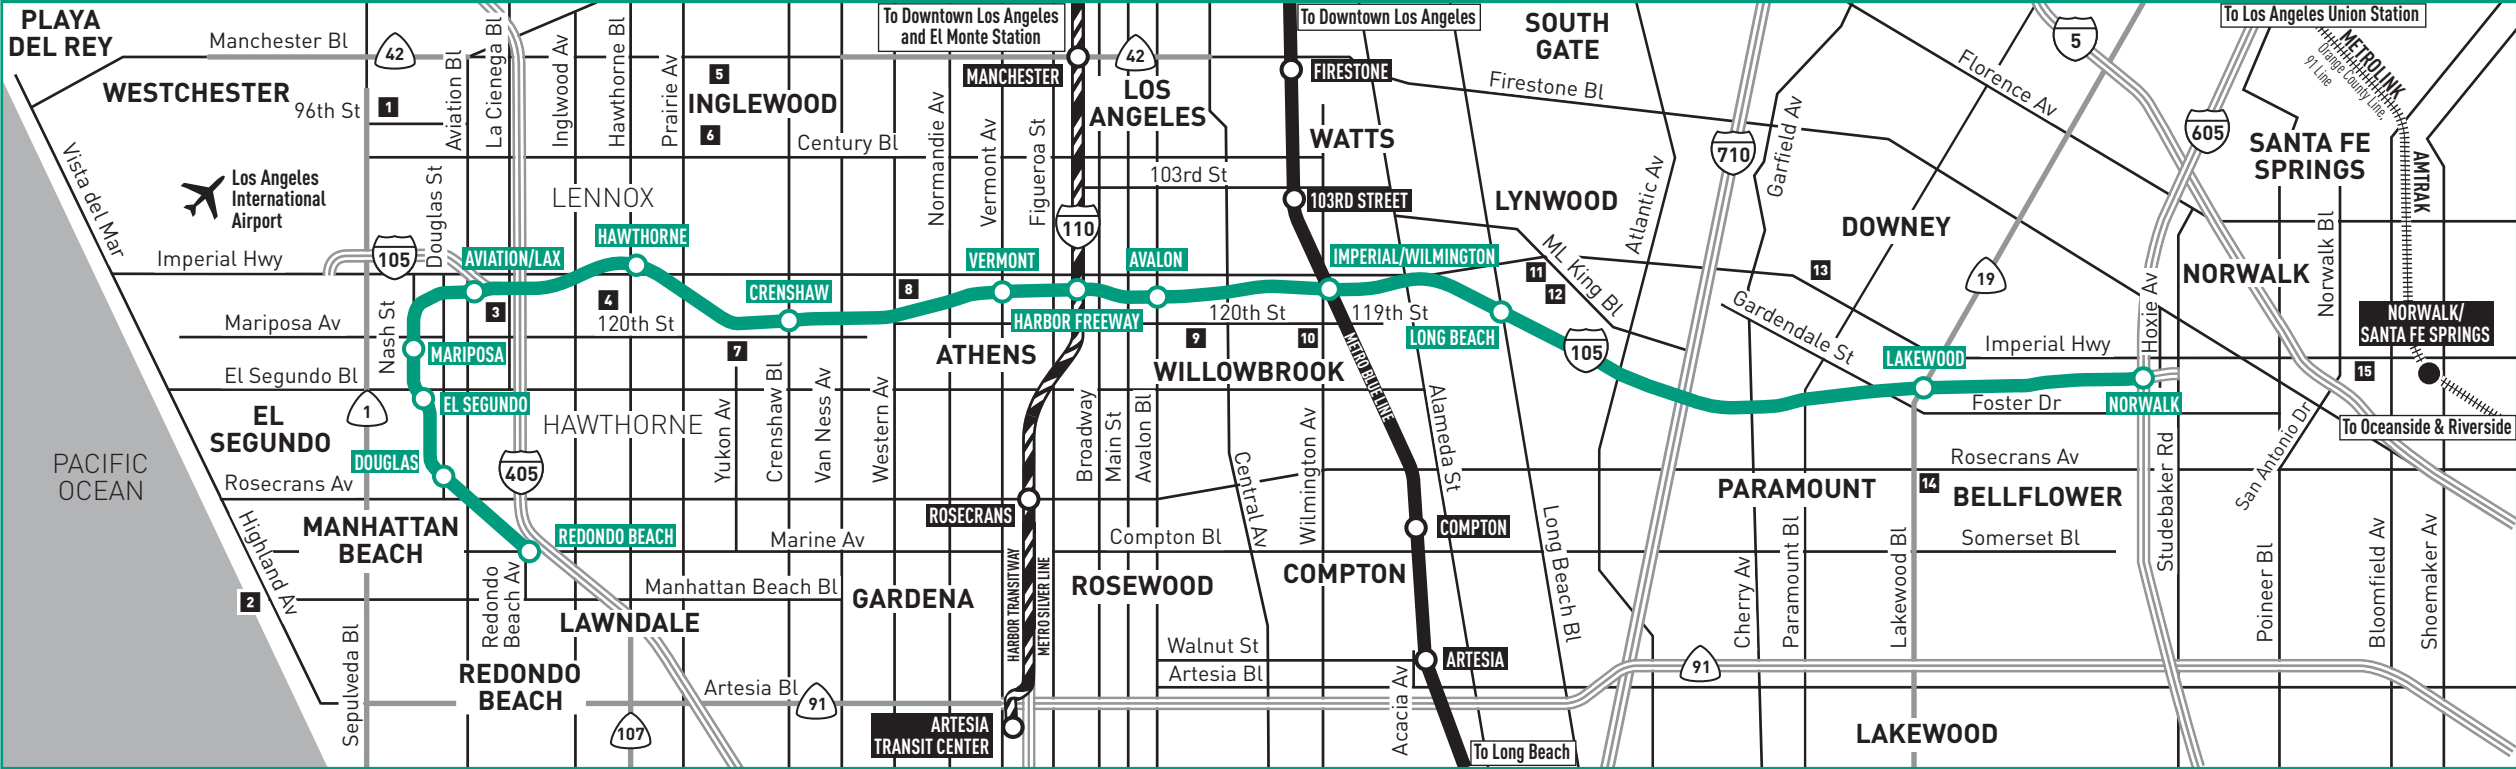 PLAYA
DEL REY
Manchester Bl
42
WESTCHESTER
96th St
1
Aviation Bl
La Cienega Bl
Inglwood Av
Hawthorne Bl
Prairie Av
5
INGLEWOOD
6
Century Bl
To Downtown Los Angeles
and El Monte Station
MANCHESTER
42
LOS
ANGELES
To Downtown Los Angeles
FIRESTONE
WATTS
SOUTH
GATE
Firestone Bl
Florence Av
5
To Los Angeles Union Station
METROLINK
Orange County Line,
91 Line
605
SANTA FE
SPRINGS
AMTRAK
Vista del Mar
Los Angeles
International
Airport
Douglas St
LENNOX
Normandie Av
Vermont Av
Figueroa St
110
103rd St
103RD STREET
LYNWOOD
Atlantic Av
710
Garfield Av
DOWNEY
Imperial Hwy
105
AVIATION/LAX
HAWTHORNE
CRENSHAW
VERMONT
AVALON
IMPERIAL/WILMINGTON
ML King Bl
11
12
13
19
NORWALK
Norwalk Bl
Hoxie Av
Nash St
3
4
120th St
8
HARBOR FREEWAY
120th St
119th St
9
10
LONG BEACH
105
Gardendale St
LAKEWOOD
Imperial Hwy
NORWALK/
SANTA FE SPRINGS
15
Mariposa Av
MARIPOSA
7
ATHENS
WILLOWBROOK
METRO BLUE LINE
El Segundo Bl
1
EL SEGUNDO
EL
SEGUNDO
HAWTHORNE
Yukon Av
Crenshaw Bl
Van Ness Av
Western Av
Broadway
Main St
Avalon Bl
Central Av
Wilmington Av
Alameda St
Foster Dr
NORWALK
To Oceanside & Riverside
San Antonio Dr
PACIFIC
OCEAN
DOUGLAS
405
Rosecrans Av
ROSECRANS
Rosecrans Av
PARAMOUNT
14
BELLFLOWER
Studebaker Rd
Highland Av
MANHATTAN
BEACH
REDONDO BEACH
Marine Av
Compton Bl
COMPTON
Long Beach Bl
Somerset Bl
Redondo
Beach Av
Manhattan Beach Bl
GARDENA
HARBOR TRANSITWAY
METRO SILVER LINE
ROSEWOOD
COMPTON
Cherry Av
Paramount Bl
Lakewood Bl
Poineer Bl
Bloomfield Av
Shoemaker Av
2
LAWNDALE
Sepulveda Bl
REDONDO
BEACH
107
Artesia Bl
91
ARTESIA
TRANSIT CENTER
Walnut St
Artesia Bl
ARTESIA
Acacia Av
91
To Long Beach
LAKEWOOD